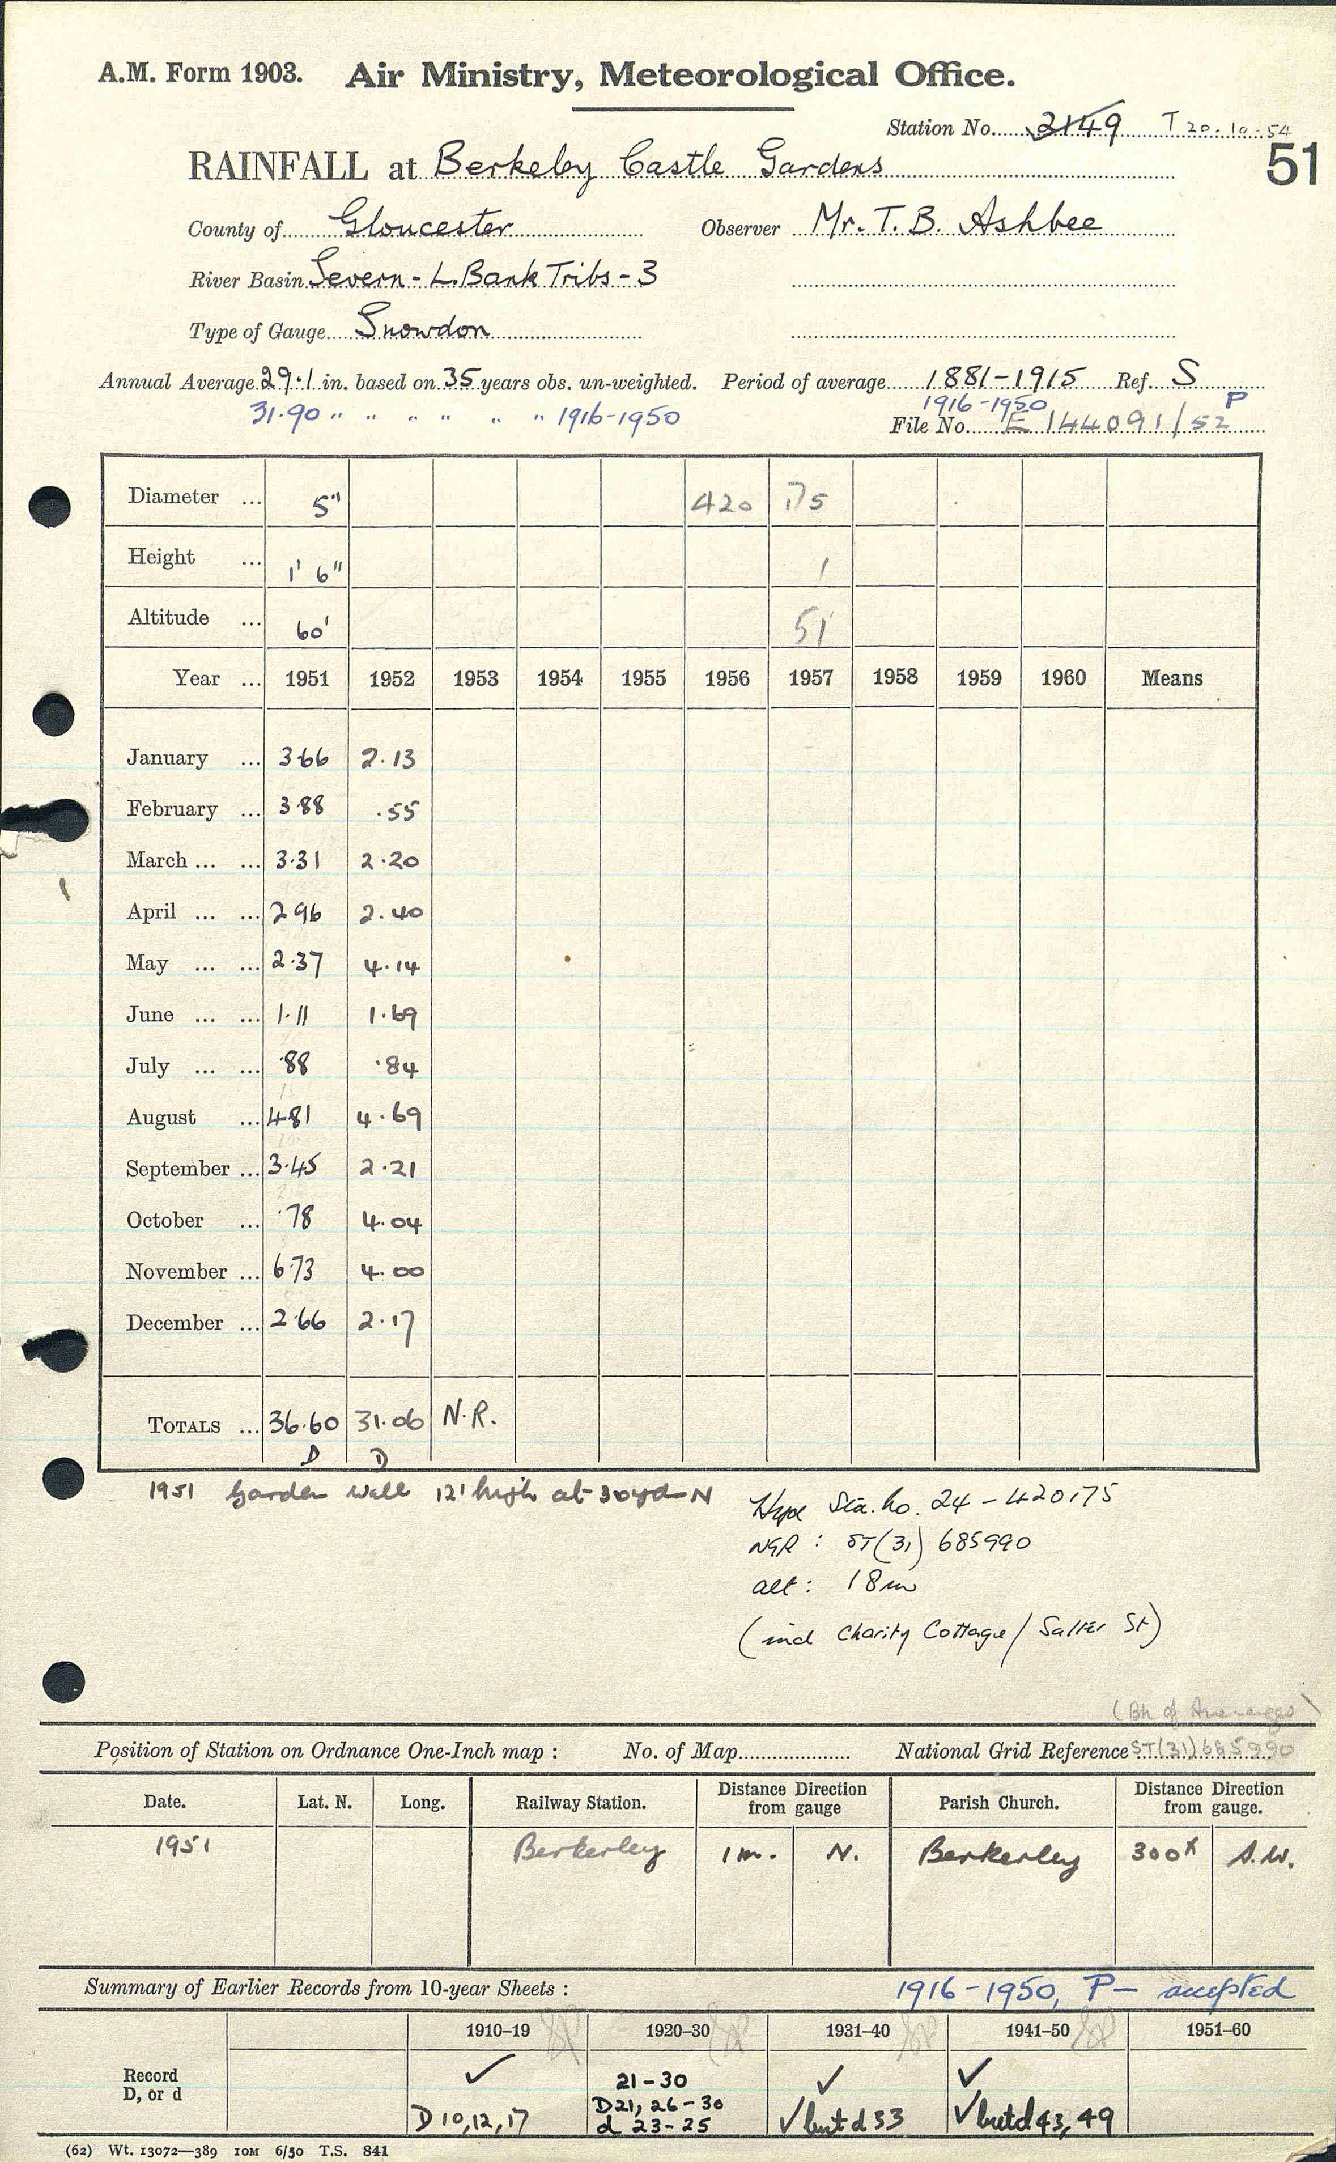 A.M. Form 1903. Air Ministry, Meteorological Office.
Station No. 2149 T 20.10.54
51
RAINFALL at Berkeley Castle Gardens
County of Gloucester Observer Mr. T. B. Ashbee
River Basin Severn - L. Bank Tribs - 3
Type of Gauge Snowdon
Annual Average 29.1 in. based on 35 years obs. un-weighted. Period of average 1881-1915 Ref. S
31.90 " " " " " " 1916-1950 1916-1950 P
File No. E 144091/52
Diameter ... 5" 420 175
Height ... 1' 6" 1
Altitude ... 60' 51
Year ... 1951 1952 1953 1954 1955 1956 1957 1958 1959 1960 Means
January ... 3.66 2.13
February ... 3.88 .55
March ... ... 3.31 2.20
April ... ... 2.96 2.40
May ... ... 2.37 4.14
June ... ... 1.11 1.69
July ... ... .88 .84
August ... 4.81 4.69
September ... 3.45 2.21
October ... .78 4.04
November ... 6.73 4.00
December ... 2.66 2.17
TOTALS ... 36.60 31.06 N.R.
D D
1951 Garden wall 12' high at 30yd N
Sta. no. 24 - 420175
NGR : ST(31) 685990
alt : 18m
(incl Charity Cottage / Salter St)
(Bk of Averages)
Position of Station on Ordnance One-Inch map : No. of Map National Grid Reference ST(31)685990
Date. Lat. N. Long. Railway Station. Distance Direction from gauge Parish Church. Distance Direction from gauge.
1951 Berkerley 1m. N. Berkerley 300x S.W.
Summary of Earlier Records from 10-year Sheets : 1916-1950, P- accepted
1910-19 1920-30 1931-40 1941-50 1951-60
Record D, or d
✓ 21-30 ✓ ✓
D 10,12,17 D21, 26-30 ✓ but d 33 ✓ but d 43, 49
d 23-25
(62) Wt. 13072—389 10M 6/50 T.S. 841